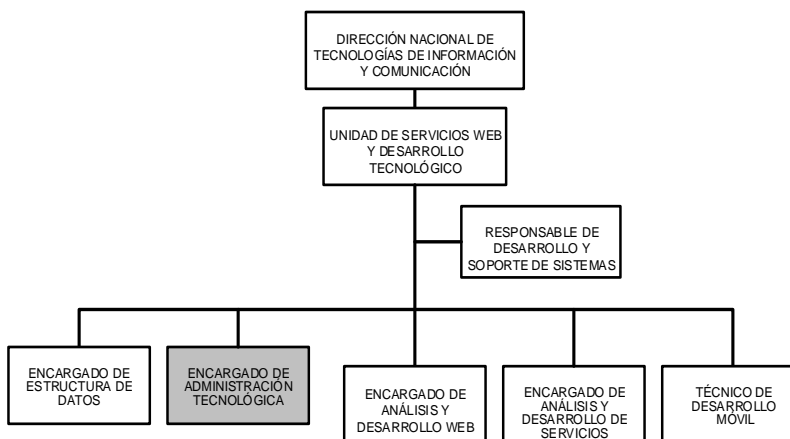 DIRECCIÓN NACIONAL DE
TECNOLOGÍAS DE INFORMACIÓN
Y COMUNICACIÓN
UNIDAD DE SERVICIOS WEB
Y DESARROLLO
TECNOLÓGICO
RESPONSABLE DE
DESARROLLO Y
SOPORTE DE SISTEMAS
ENCARGADO DE
ESTRUCTURA DE
DATOS
ENCARGADO DE
ADMINISTRACIÓN
TECNOLÓGICA
ENCARGADO DE
ANÁLISIS Y
DESARROLLO WEB
ENCARGADO DE
ANÁLISIS Y
DESARROLLO DE
SERVICIOS
TÉCNICO DE
DESARROLLO
MÓVIL